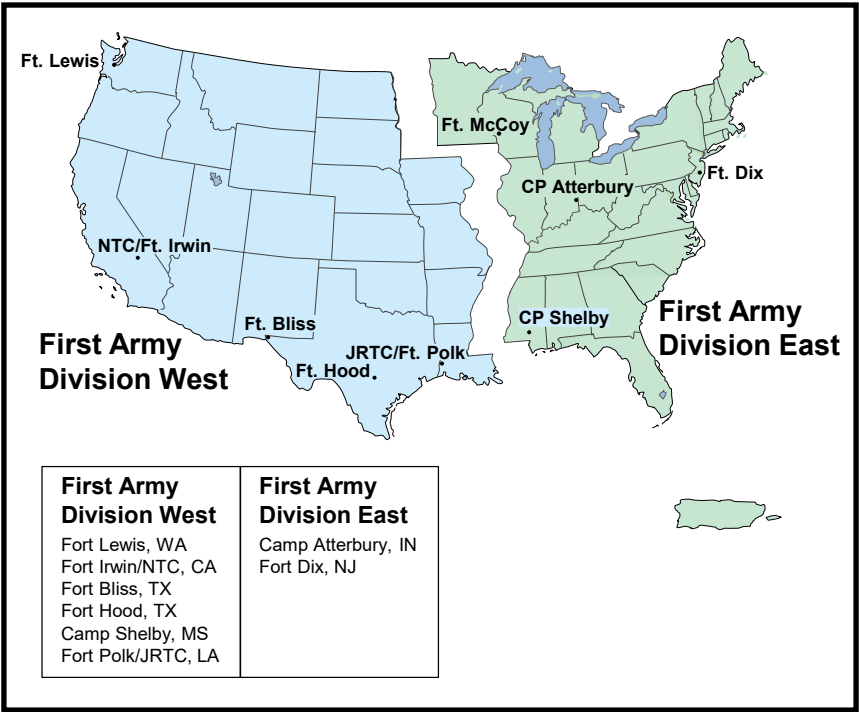 Ft. Lewis
Ft. McCoy
CP Atterbury
Ft. Dix
NTC/Ft. Irwin
Ft. Bliss
CP Shelby
First Army
Division East
First Army
Division West
JRTC/Ft. Polk
Ft. Hood
First Army
Division West
Fort Lewis, WA
Fort Irwin/NTC, CA
Fort Bliss, TX
Fort Hood, TX
Camp Shelby, MS
Fort Polk/JRTC, LA
First Army
Division East
Camp Atterbury, IN
Fort Dix, NJ